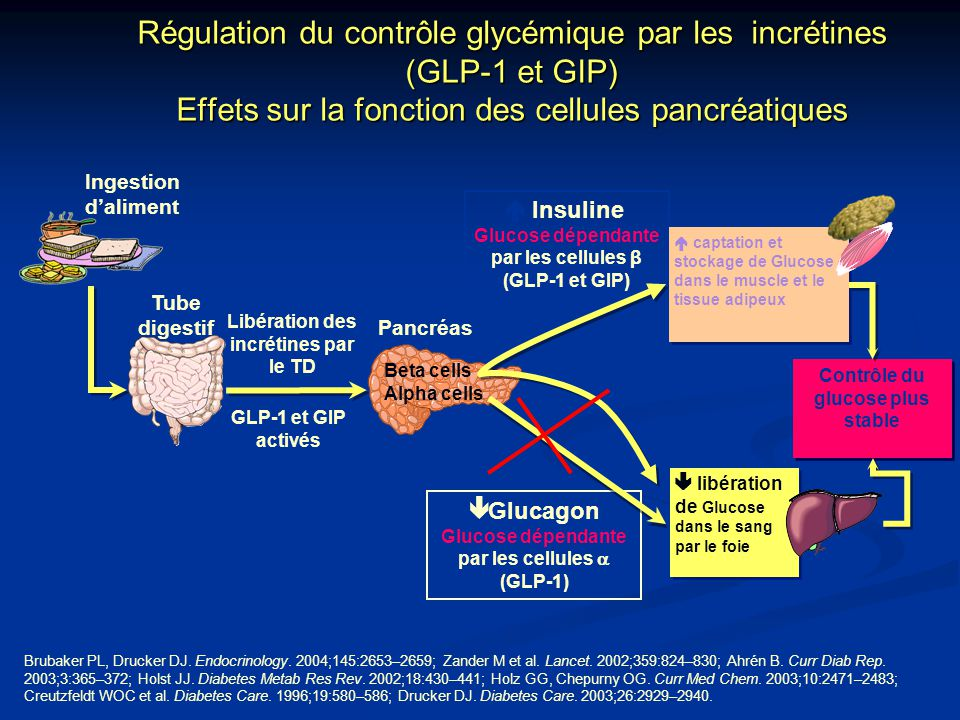 Régulation du contrôle glycémique par les incrétines
(GLP-1 et GIP)
Effets sur la fonction des cellules pancréatiques
Ingestion
d’aliment
Tube
digestif
Libération des
incrétines par
le TD
GLP-1 et GIP
activés
Pancréas
Beta cells
Alpha cells
🡹 Insuline
Glucose dépendante
par les cellules β
(GLP-1 et GIP)
🡹 captation et
stockage de Glucose
dans le muscle et le
tissue adipeux
Contrôle du
glucose plus
stable
🡻Glucagon
Glucose dépendante
par les cellules α
(GLP-1)
🡻 libération
de Glucose
dans le sang
par le foie
Brubaker PL, Drucker DJ. Endocrinology. 2004;145:2653–2659; Zander M et al. Lancet. 2002;359:824–830; Ahrén B. Curr Diab Rep.
2003;3:365–372; Holst JJ. Diabetes Metab Res Rev. 2002;18:430–441; Holz GG, Chepurny OG. Curr Med Chem. 2003;10:2471–2483;
Creutzfeldt WOC et al. Diabetes Care. 1996;19:580–586; Drucker DJ. Diabetes Care. 2003;26:2929–2940.